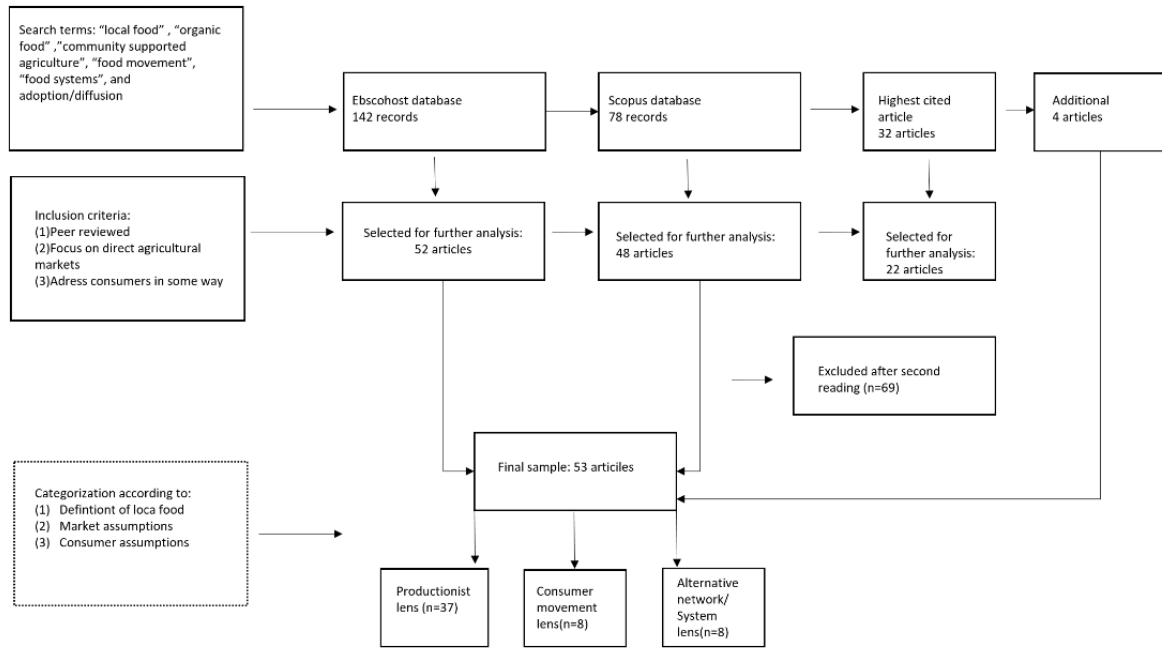 Search terms: “local food” , “organic
food” ,”community supported
agriculture”, “food movement”,
“food systems”, and
adoption/diffusion
Ebscohost database
142 records
Scopus database
78 records
Highest cited
article
32 articles
Additional
4 articles
Inclusion criteria:
(1)Peer reviewed
(2)Focus on direct agricultural
markets
(3)Adress consumers in some way
Selected for further analysis:
52 articles
Selected for further analysis:
48 articles
Selected for
further analysis:
22 articles
Excluded after second
reading (n=69)
Final sample: 53 articiles
Categorization according to:
(1) Defintiont of loca food
(2) Market assumptions
(3) Consumer assumptions
Productionist
lens (n=37)
Consumer
movement
lens(n=8)
Alternative
network/
System
lens(n=8)